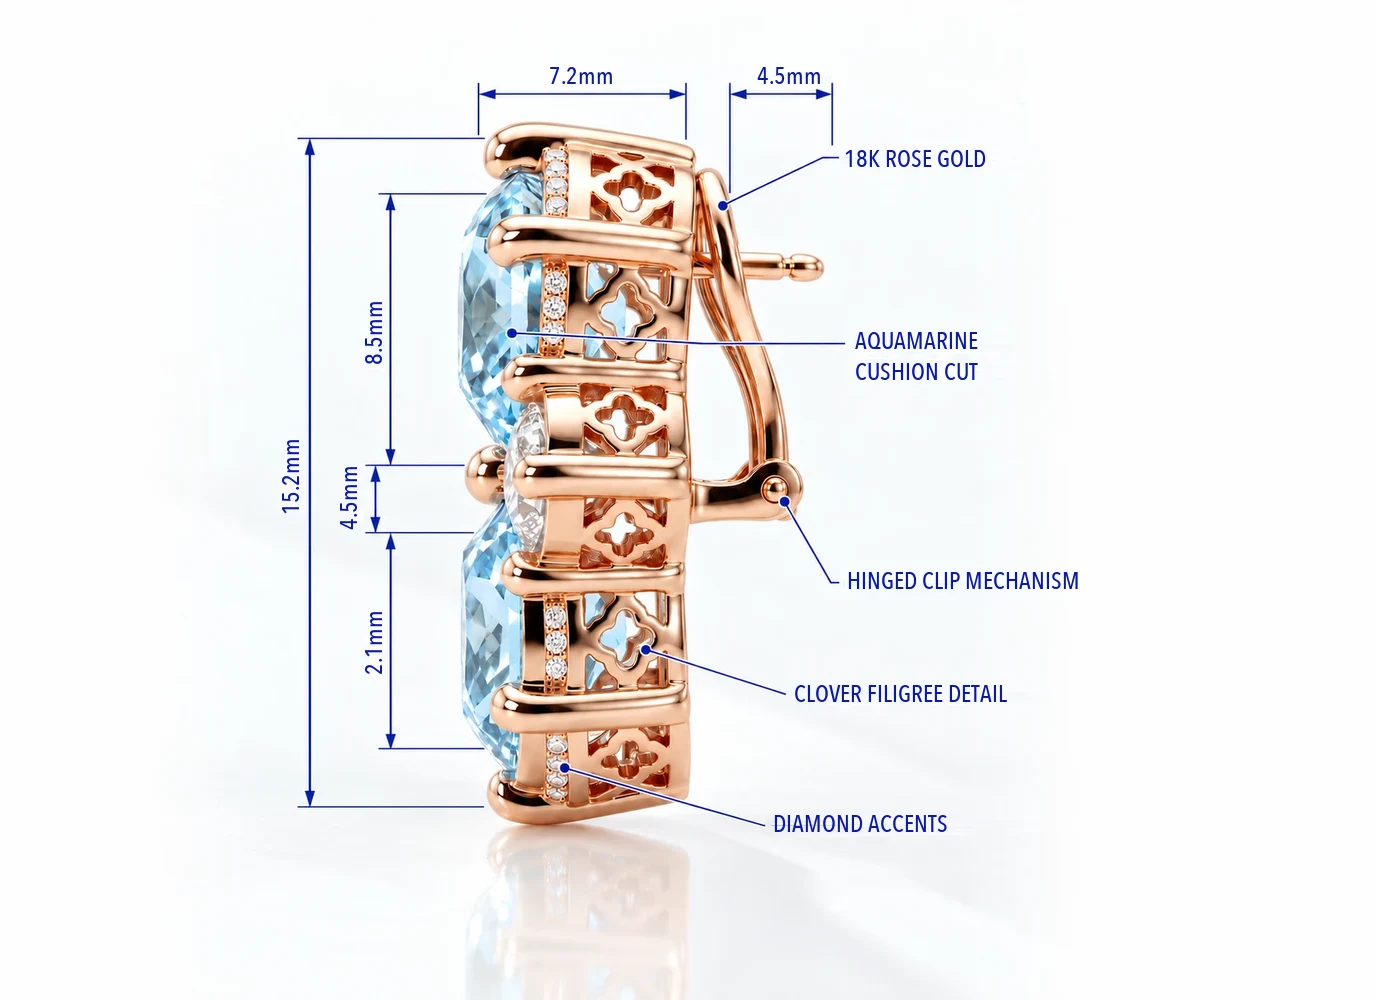 7.2mm
4.5mm
18K ROSE GOLD
8.5mm
AQUAMARINE
CUSHION CUT
15.2mm
4.5mm
HINGED CLIP MECHANISM
2.1mm
CLOVER FILIGREE DETAIL
DIAMOND ACCENTS